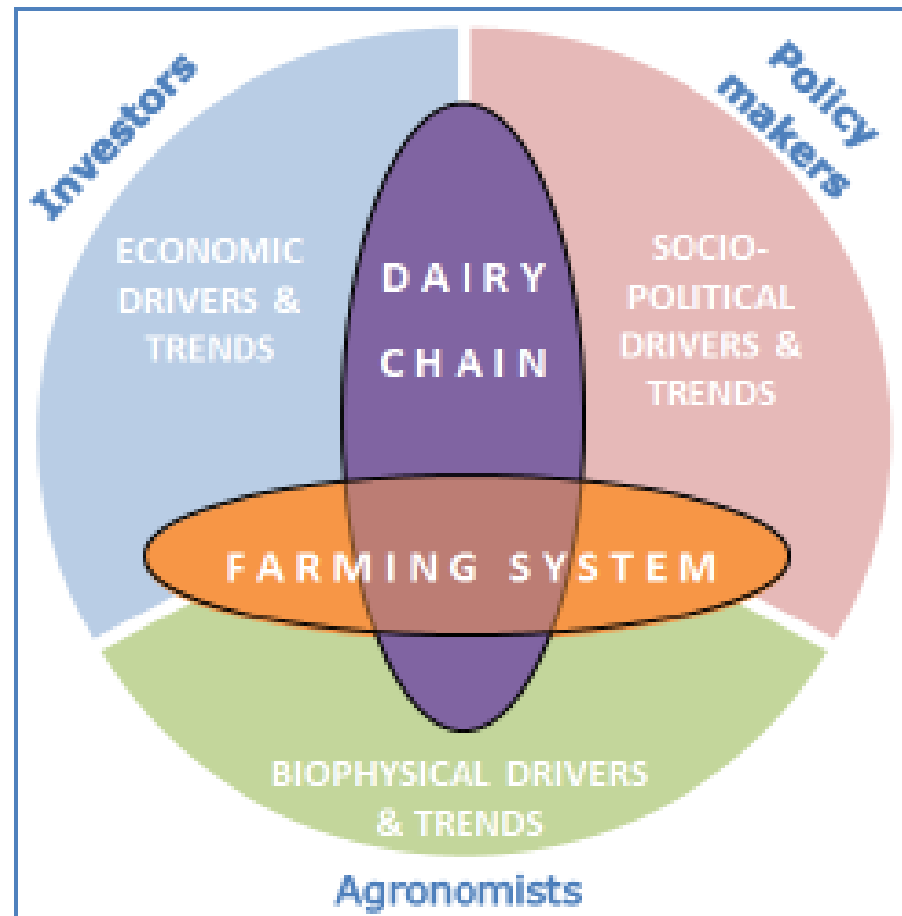 Investors
Policy
makers
ECONOMIC
DRIVERS &
TRENDS
DAIRY
CHAIN
SOCIO-
POLITICAL
DRIVERS &
TRENDS
FARMING SYSTEM
BIOPHYSICAL DRIVERS
& TRENDS
Agronomists